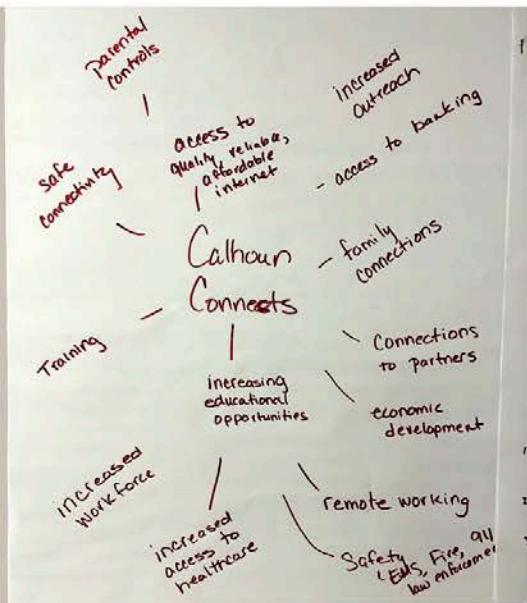 parental
controls
increased
outreach
access to
quality, reliable,
affordable
internet
access to banking
safe
connectivity
Calhoun
Connects
family
connections
Training
Connections
to partners
increasing
educational
opportunities
economic
development
increased
workforce
remote working
increased
access to
healthcare
Safety
EMS, Fire, 911
law enforcement